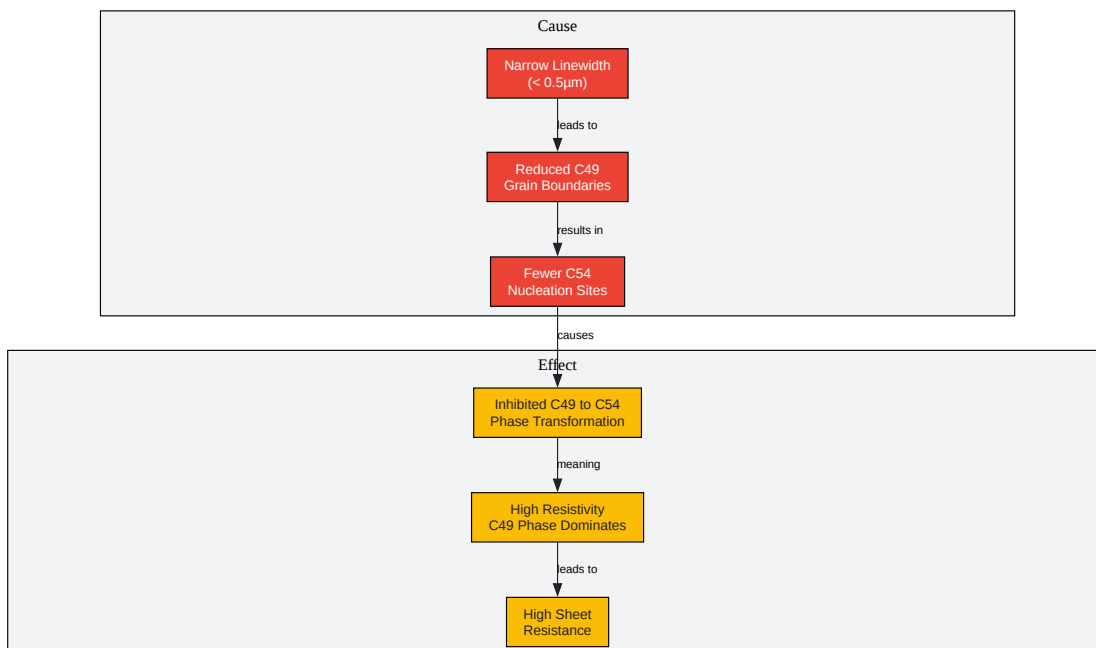 Cause
Narrow Linewidth
(< 0.5µm)
leads to
Reduced C49
Grain Boundaries
results in
Fewer C54
Nucleation Sites
causes
Effect
Inhibited C49 to C54
Phase Transformation
meaning
High Resistivity
C49 Phase Dominates
leads to
High Sheet
Resistance